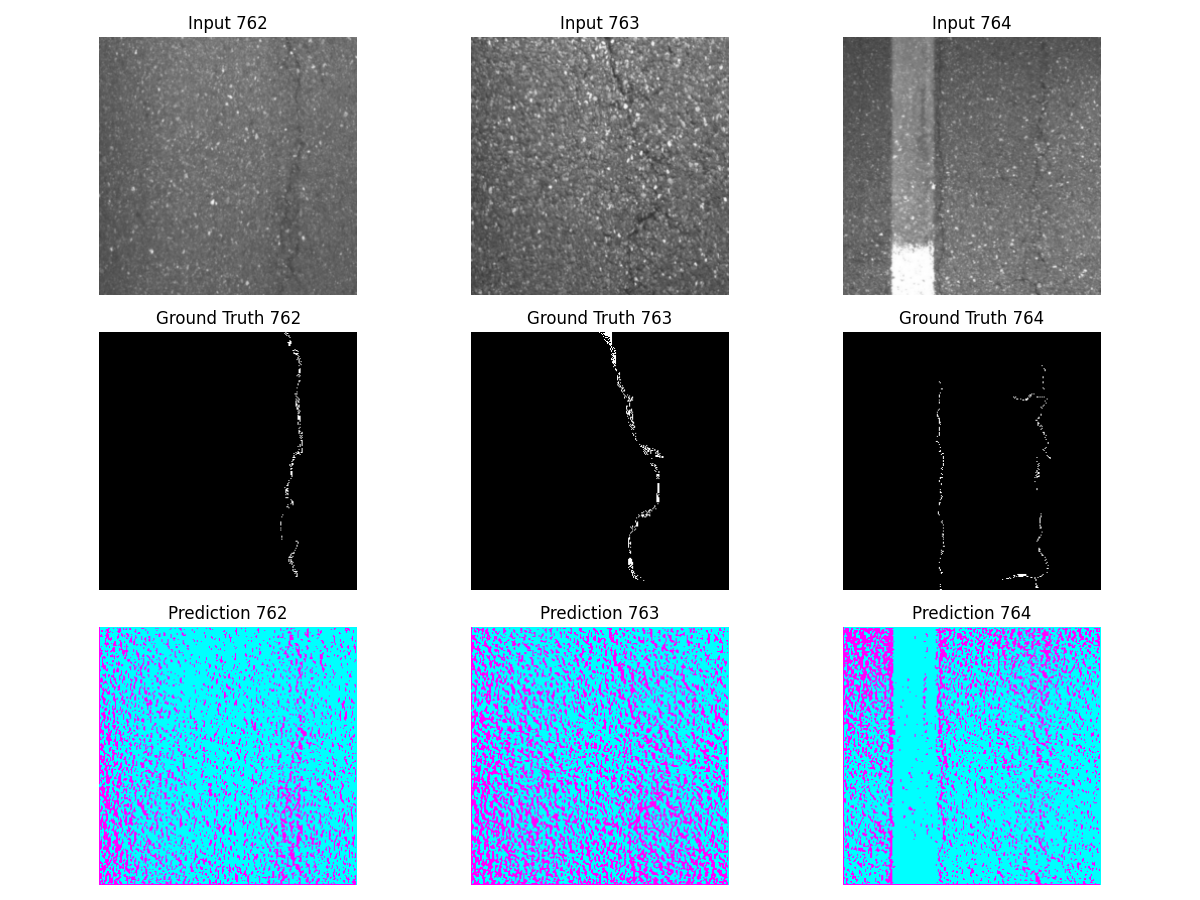 Input 762
Input 763
Input 764
Ground Truth 762
Ground Truth 763
Ground Truth 764
Prediction 762
Prediction 763
Prediction 764